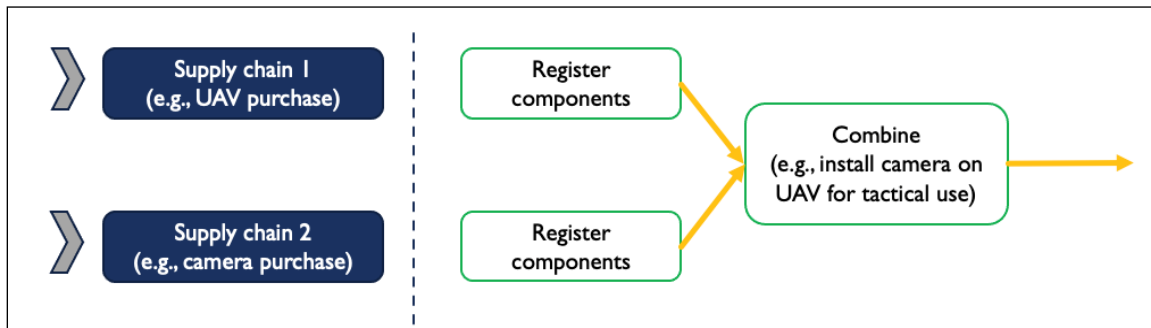 Supply chain 1
(e.g., UAV purchase)
Register
components
Combine
(e.g., install camera on
UAV for tactical use)
Supply chain 2
(e.g., camera purchase)
Register
components